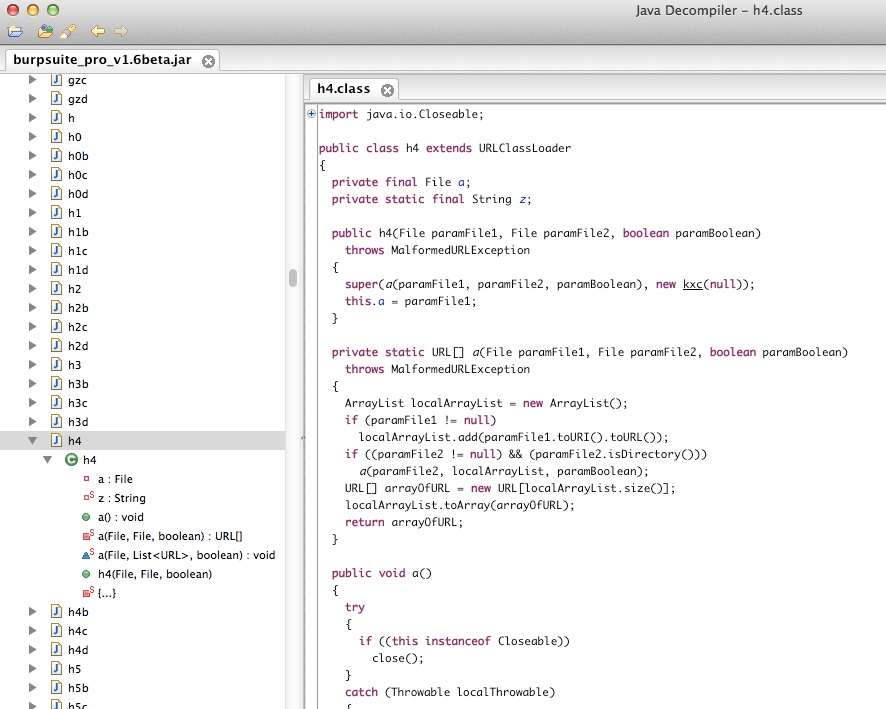 Java Decompiler - h4.class
burpsuite_pro_v1.6beta.jar
gzc
gzd
h
h0
h0b
h0c
h0d
h1
h1b
h1c
h1d
h2
h2b
h2c
h2d
h3
h3b
h3c
h3d
h4
h4
a : File
z : String
a() : void
a(File, File, boolean) : URL[]
a(File, List<URL>, boolean) : void
h4(File, File, boolean)
{...}
h4b
h4c
h4d
h5
h5b
h5c
h4.class
import java.io.Closeable;
public class h4 extends URLClassLoader
{
private final File a;
private static final String z;
public h4(File paramFile1, File paramFile2, boolean paramBoolean)
throws MalformedURLException
{
super(a(paramFile1, paramFile2, paramBoolean), new kxc(null));
this.a = paramFile1;
}
private static URL[] a(File paramFile1, File paramFile2, boolean paramBoolean)
throws MalformedURLException
{
ArrayList localArrayList = new ArrayList();
if (paramFile1 != null)
localArrayList.add(paramFile1.toURI().toURL());
if ((paramFile2 != null) && (paramFile2.isDirectory()))
a(paramFile2, localArrayList, paramBoolean);
URL[] arrayOfURL = new URL[localArrayList.size()];
localArrayList.toArray(arrayOfURL);
return arrayOfURL;
}
public void a()
{
try
{
if ((this instanceof Closeable))
close();
}
catch (Throwable localThrowable)
{